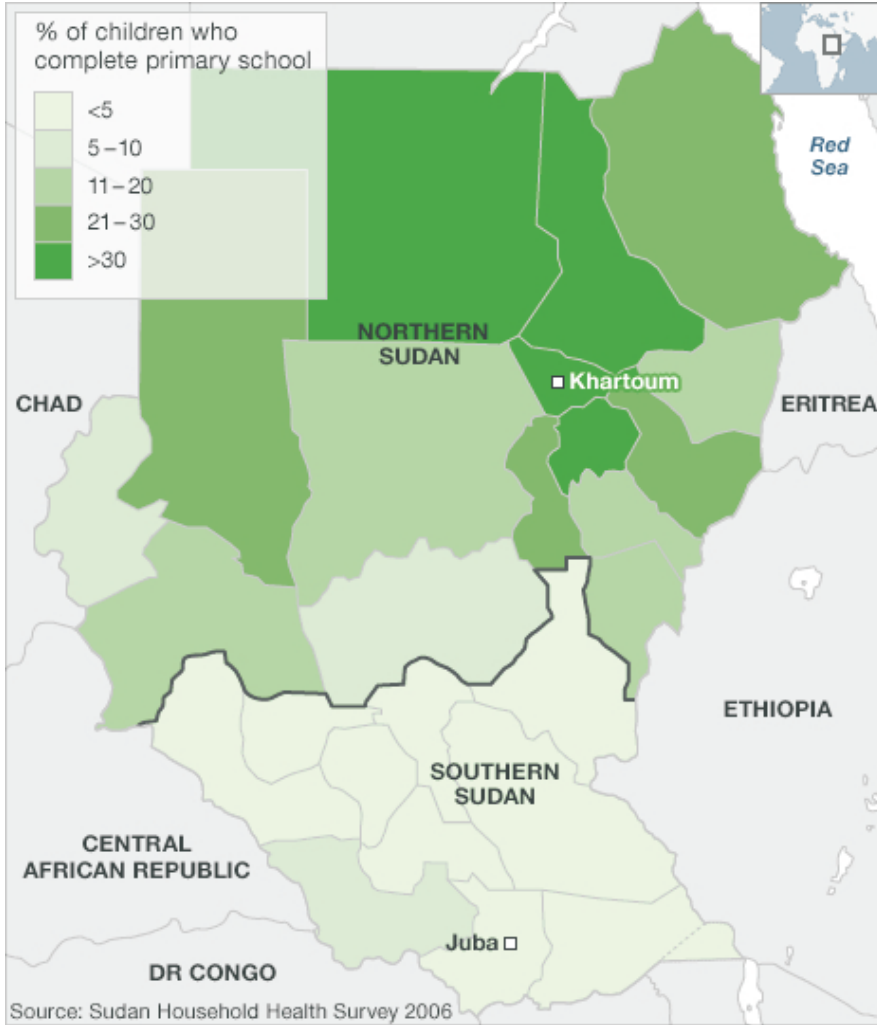 % of children who
complete primary school
<5
5–10
11–20
21–30
>30
Red
Sea
NORTHERN
SUDAN
Khartoum
CHAD
ERITREA
ETHIOPIA
SOUTHERN
SUDAN
CENTRAL
AFRICAN REPUBLIC
Juba
DR CONGO
Source: Sudan Household Health Survey 2006